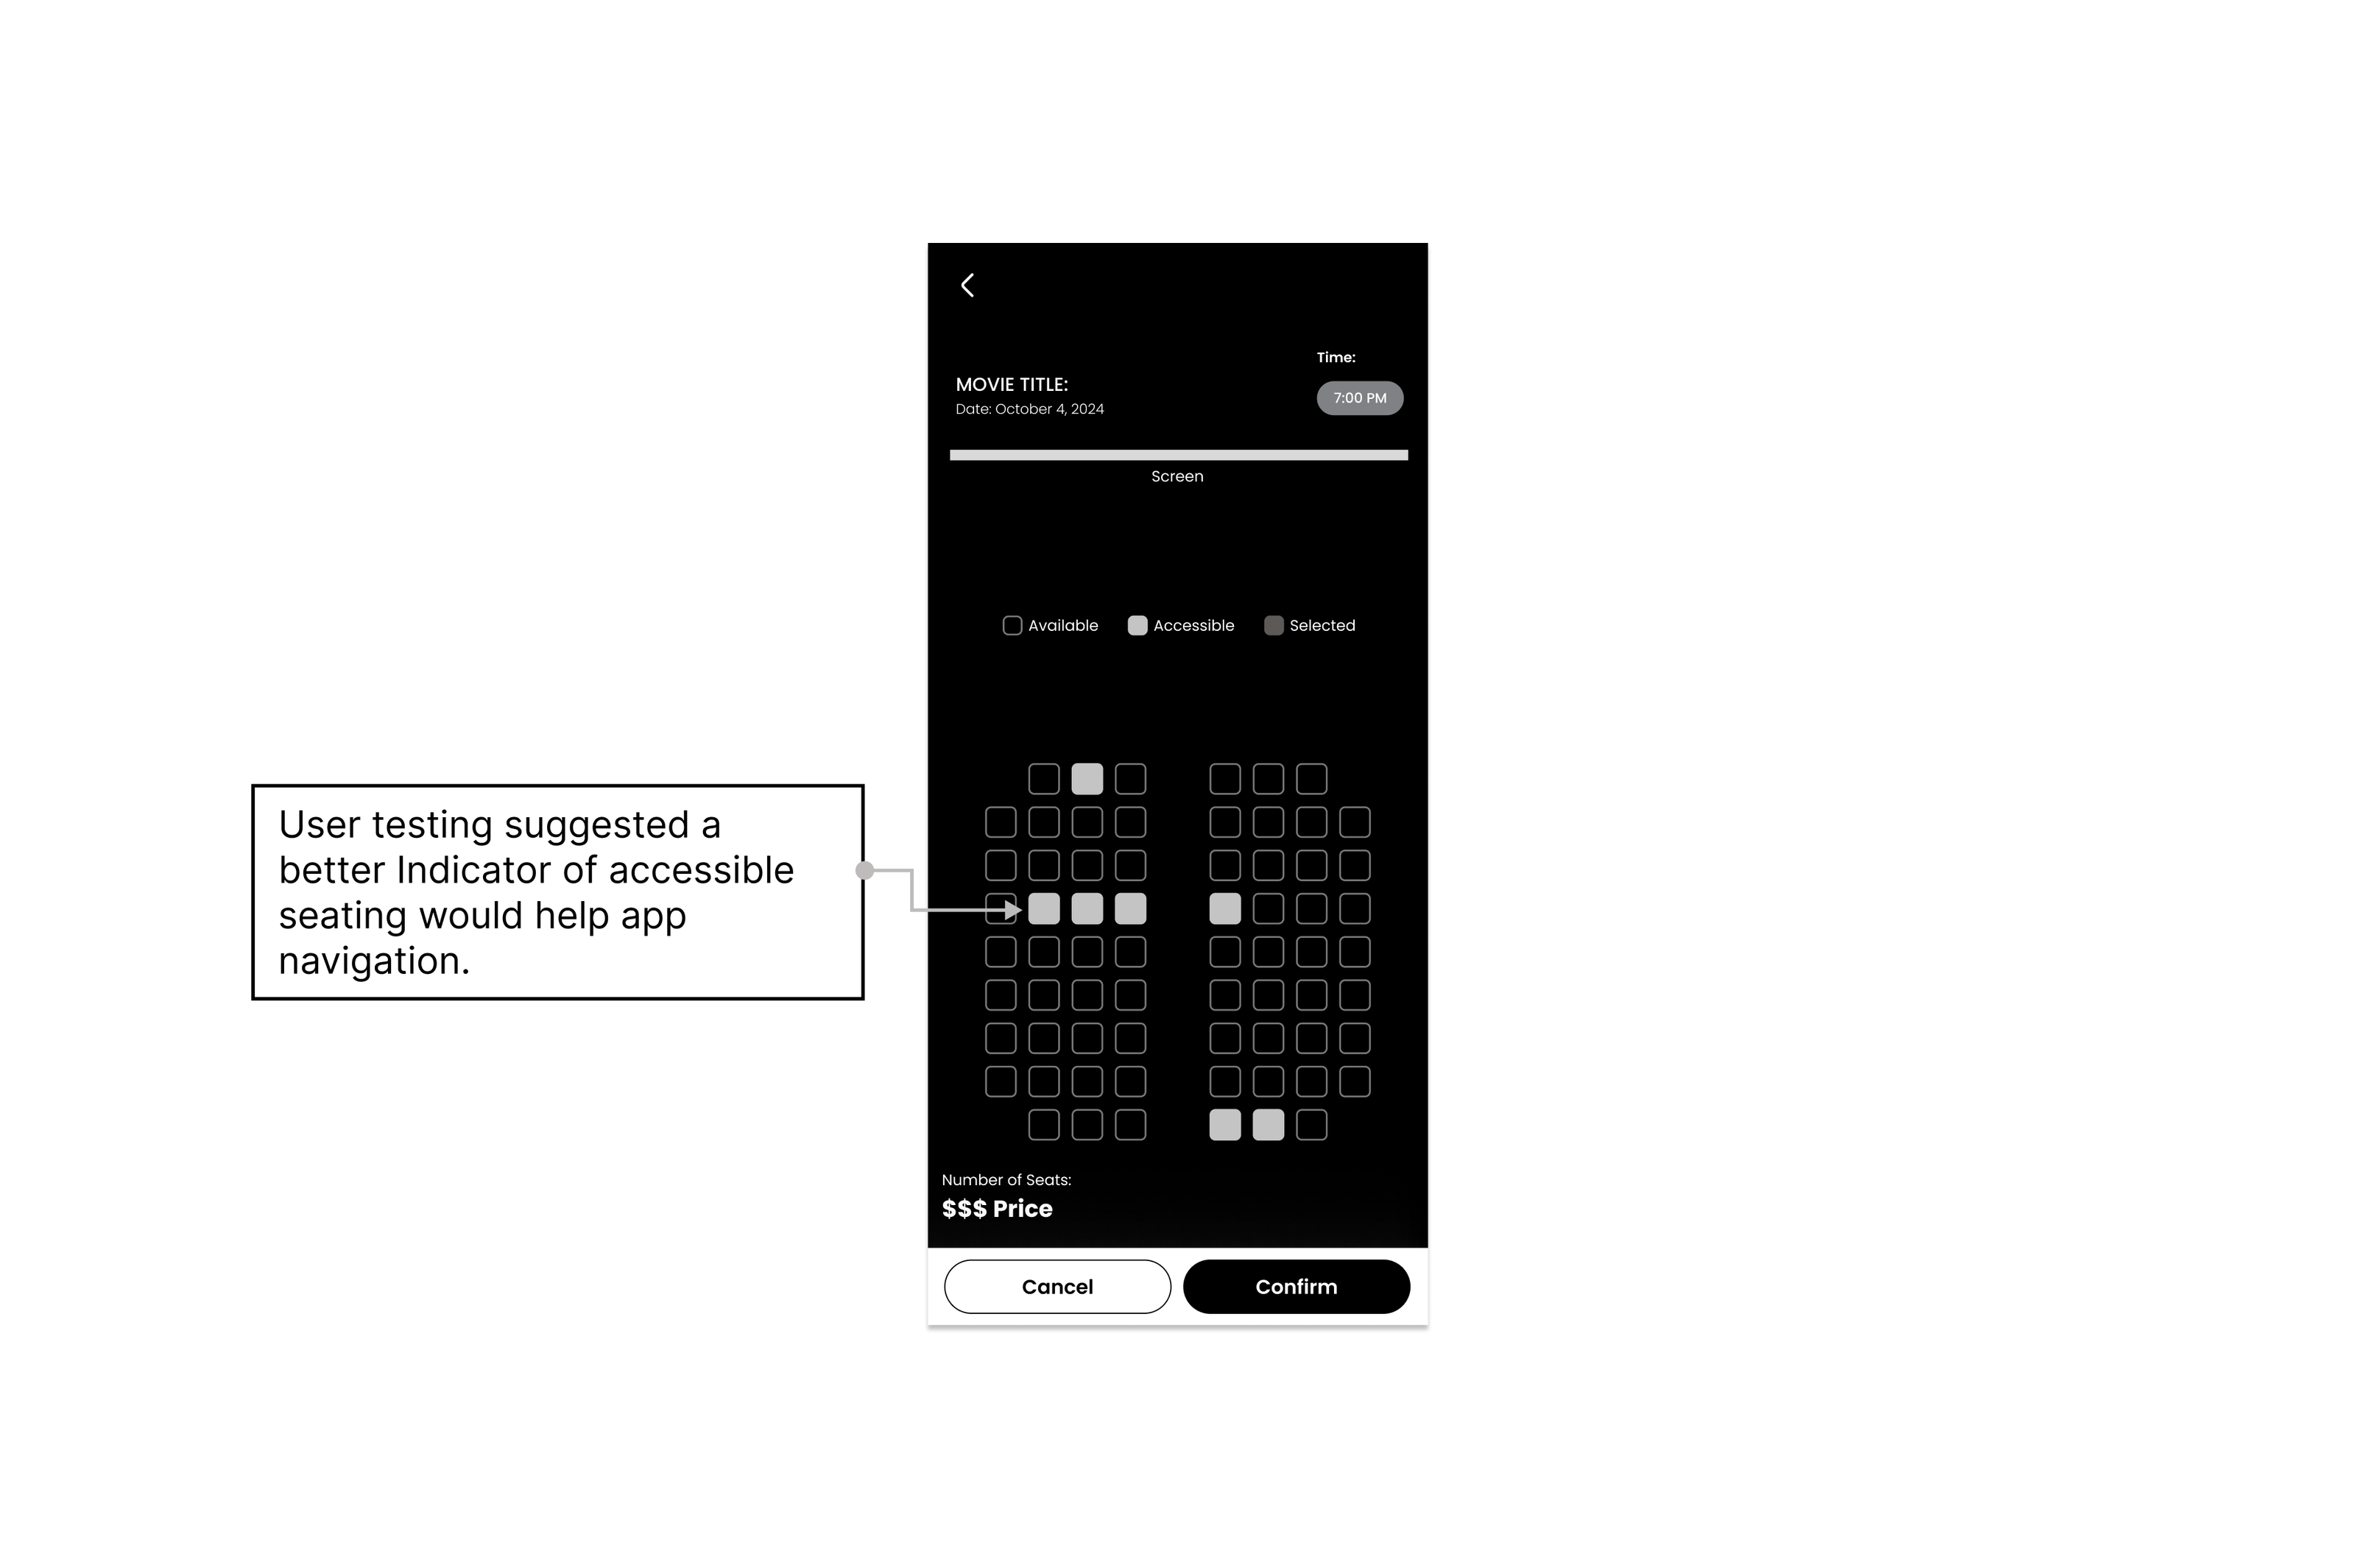 Time:
MOVIE TITLE:
7:00 PM
Date: October 4, 2024
Screen
Available
Accessible
Selected
User testing suggested a
better Indicator of accessible
seating would help app
navigation.
Number of Seats:
$$$ Price
Cancel
Confirm